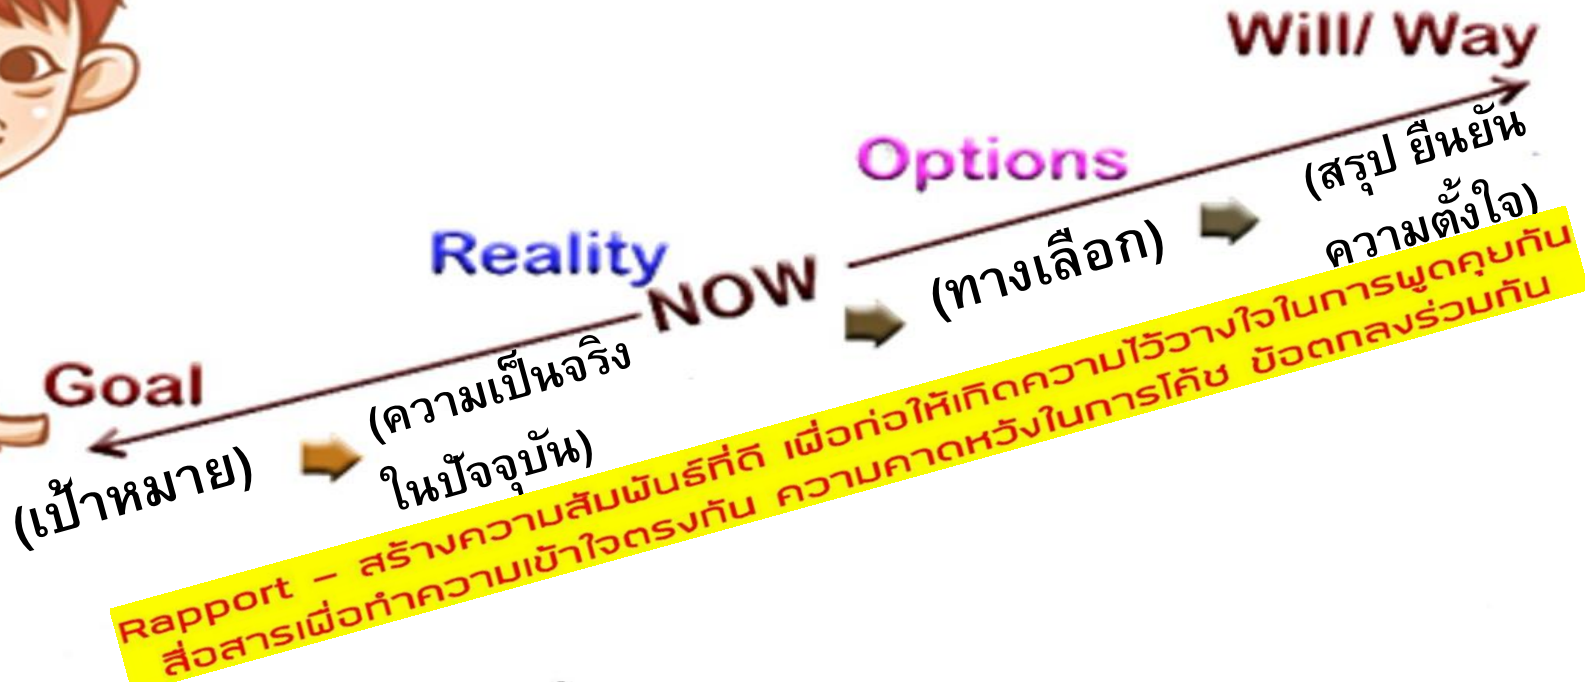 Will/ Way
Options
Reality
NOW
Goal
(เป้าหมาย)
(ความเป็นจริง
ในปัจจุบัน)
(ทางเลือก)
(สรุป ยืนยัน
ความตั้งใจ)
Rapport – สร้างความสัมพันธ์ที่ดี เพื่อก่อให้เกิดความไว้วางใจในการพูดคุยกัน
สื่อสารเพื่อทำความเข้าใจตรงกัน ความคาดหวังในการโค้ช ข้อตกลงร่วมกัน